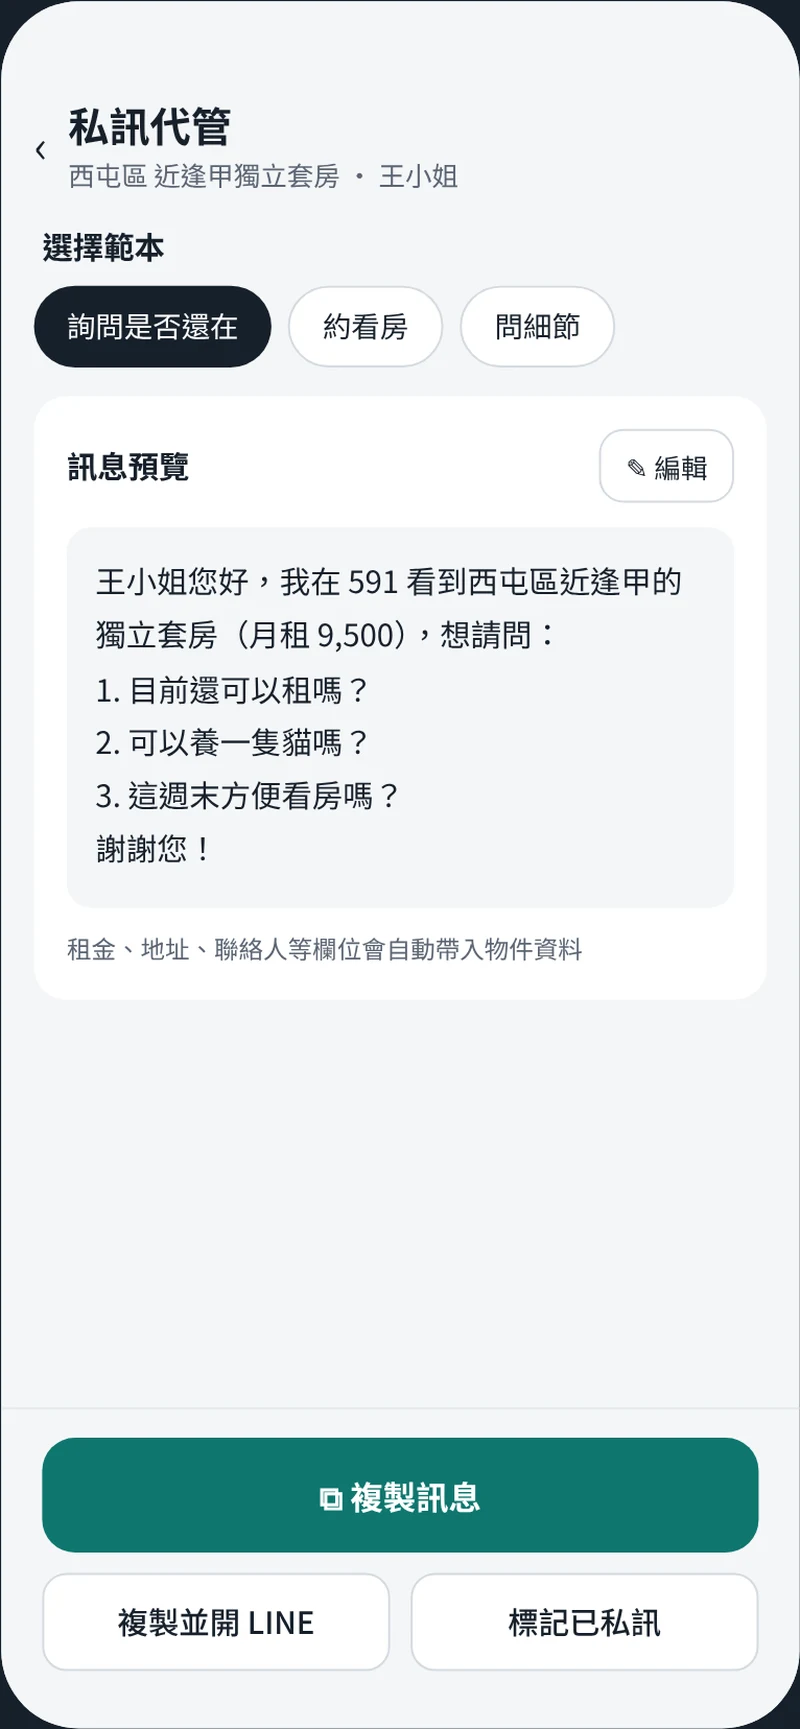 私訊代管
西屯區 近逢甲獨立套房 · 王小姐
選擇範本
詢問是否還在
約看房
問細節
訊息預覽
✎ 編輯
王小姐您好，我在 591 看到西屯區近逢甲的
獨立套房（月租 9,500），想請問：
1. 目前還可以租嗎？
2. 可以養一隻貓嗎？
3. 這週末方便看房嗎？
謝謝您！
租金、地址、聯絡人等欄位會自動帶入物件資料
⧉ 複製訊息
複製並開 LINE
標記已私訊